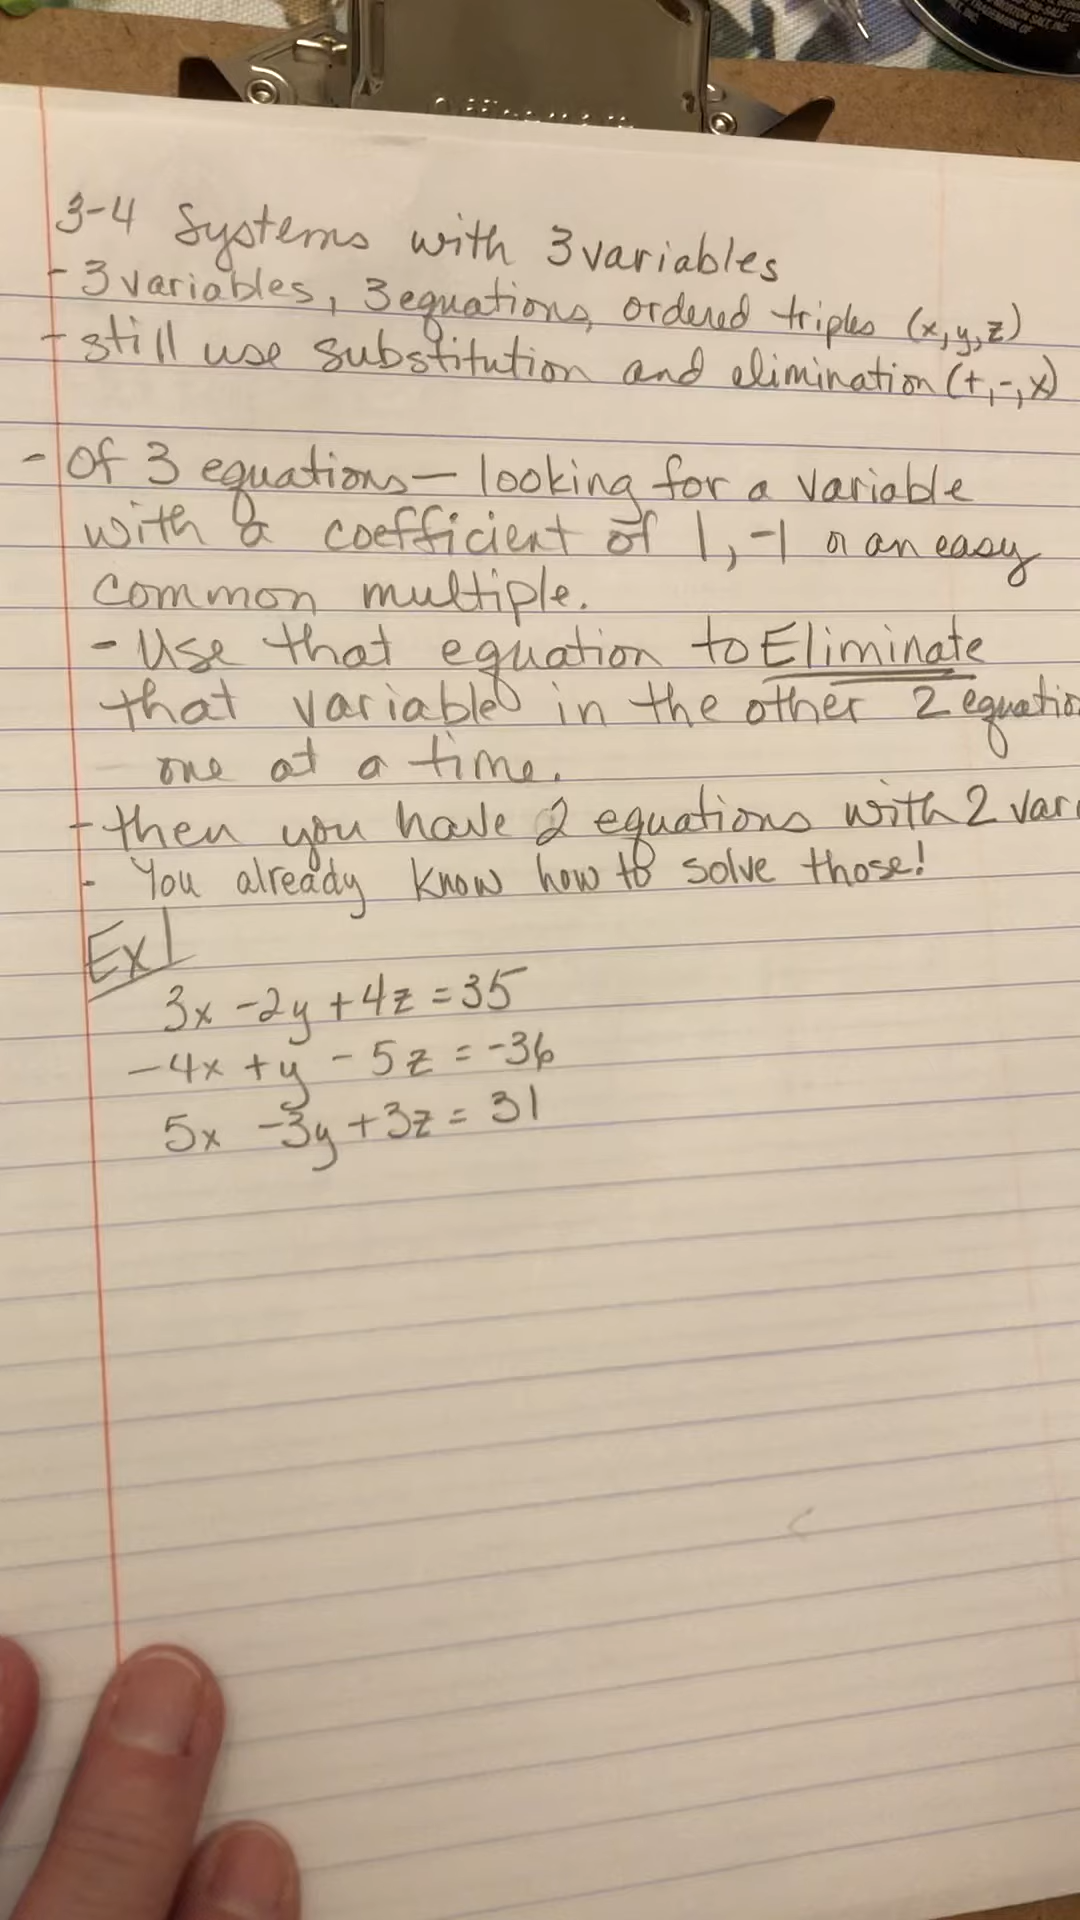 3-4 Systems with 3 variables
- 3 variables, 3 equations, ordered triples (x, y, z)
- still use substitution and elimination (+, -, x)
- Of 3 equations — looking for a variable
with a coefficient of 1, -1 or an easy
common multiple.
- Use that equation to Eliminate
that variable in the other 2 equatio
one at a time.
- then you have 2 equations with 2 var
- You already know how to solve those!
Ex 1
3x - 2y + 4z = 35
-4x + y - 5z = -36
5x - 3y + 3z = 31